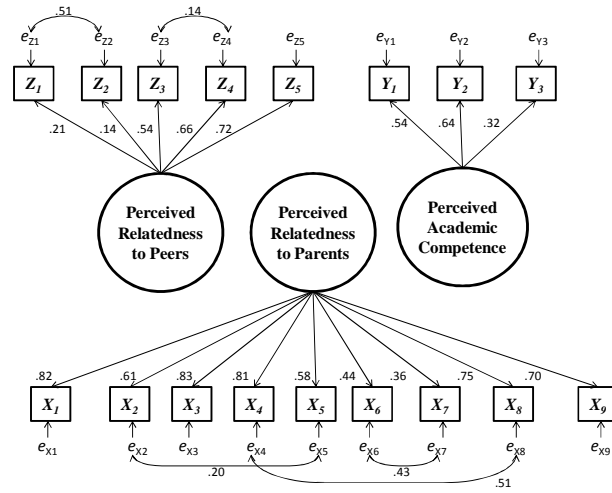 .51 .14
eZ1 eZ2 eZ3 eZ4 eZ5 eY1 eY2 eY3
Z1 Z2 Z3 Z4 Z5 Y1 Y2 Y3
.21 .14 .54 .66 .72 .54 .64 .32
Perceived
Relatedness
to Peers
Perceived
Relatedness
to Parents
Perceived
Academic
Competence
.82 .61 .83 .81 .58 .44 .36 .75 .70
X1 X2 X3 X4 X5 X6 X7 X8 X9
eX1 eX2 eX3 eX4 eX5 eX6 eX7 eX8 eX9
.20 .43
.51